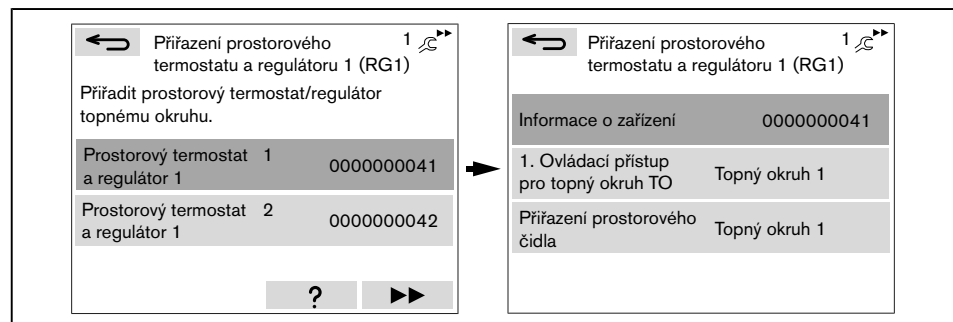 Přiřazení prostorového 1
termostatu a regulátoru 1 (RG1)
Přiřadit prostorový termostat/regulátor
topnému okruhu.
Prostorový termostat 1
a regulátor 1 0000000041
Prostorový termostat 2
a regulátor 1 0000000042
?
Přiřazení prostorového 1
termostatu a regulátoru 1 (RG1)
Informace o zařízení 0000000041
1. Ovládací přístup
pro topný okruh TO Topný okruh 1
Přiřazení prostorového
čidla Topný okruh 1